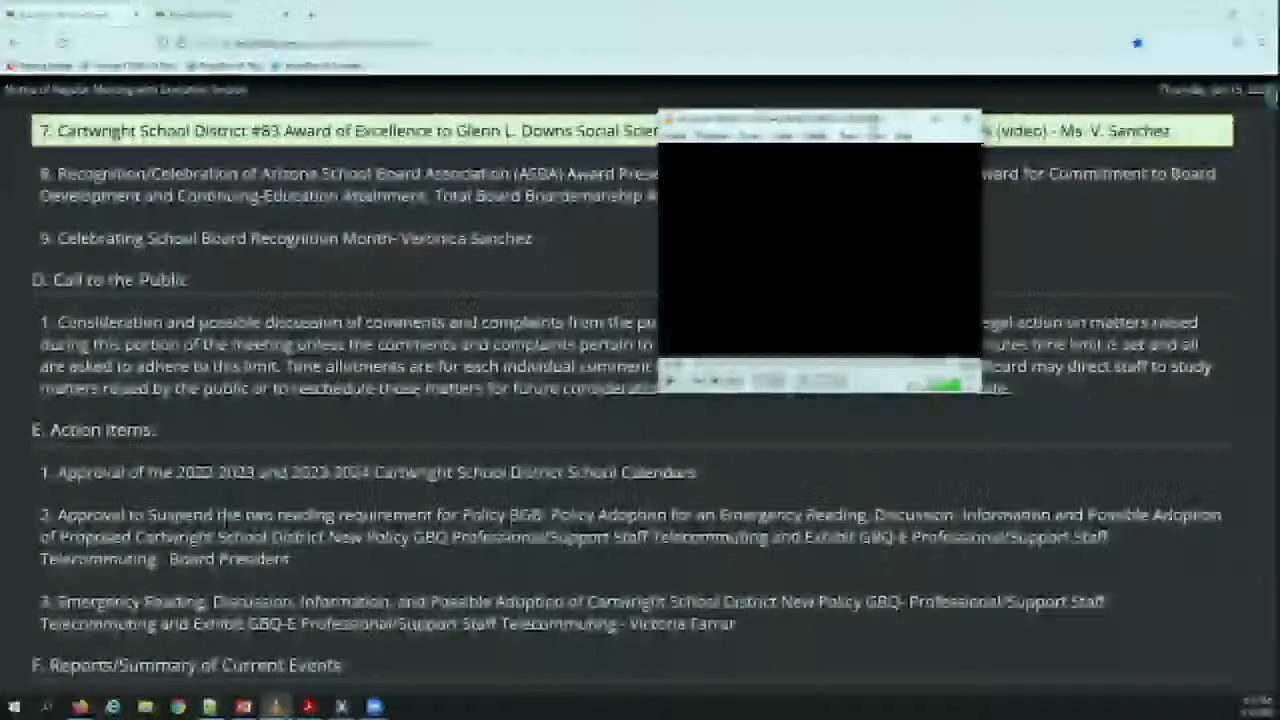 7. Cartwright School District #83 Award of Excellence to Glenn L. Downs Social Scien (video) - Ms. V. Sanchez
8. Recognition/Celebration of Arizona School Board Association (ASBA) Award Prese ward for Commitment to Board
Development and Continuing-Education Attainment, Total Board Boardsmanship A
9. Celebrating School Board Recognition Month- Veronica Sanchez
D. Call to the Public
1. Consideration and possible discussion of comments and complaints from the pu egal action on matters raised
during this portion of the meeting unless the comments and complaints pertain to time limit is set and all
are asked to adhere to this limit. Time allotments are for each individual comment Board may direct staff to study
matters raised by the public or to reschedule those matters for future considerat
E. Action Items:
1. Approval of the 2022-2023 and 2023-2024 Cartwright School District School Calendars
2. Approval to Suspend the two reading requirement for Policy BGB, Policy Adoption for an Emergency Reading, Discussion, Information and Possible Adoption
of Proposed Cartwright School District New Policy GBQ Professional/Support Staff Telecommuting and Exhibit GBQ-E Professional/Support Staff
Telecommuting Board President
3. Emergency Reading, Discussion, Information, and Possible Adoption of Cartwright School District New Policy GBQ- Professional/Support Staff
Telecommuting and Exhibit GBQ-E Professional/Support Staff Telecommuting - Victoria Farrar
F. Reports/Summary of Current Events